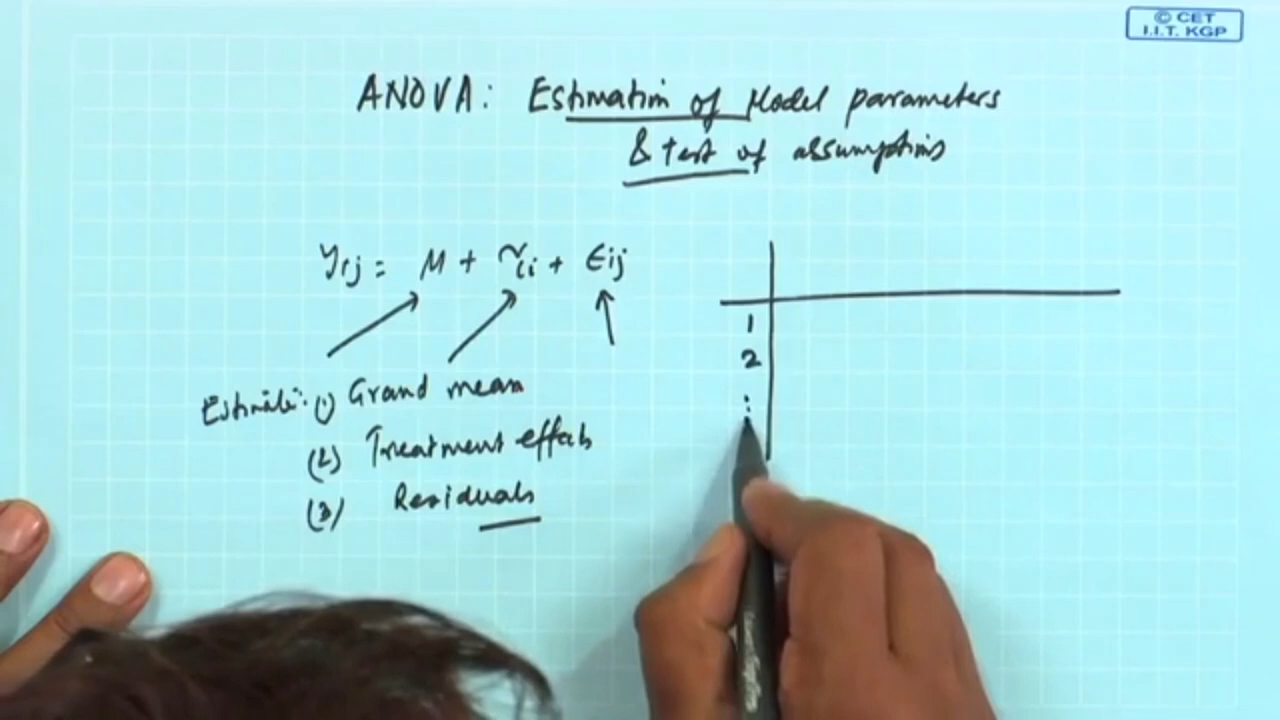 © CET
I.I.T. KGP
ANOVA: Estimation of Model parameters
& test of assumptions
yij = μ + τi + ϵij
Estimate: (1) Grand mean
(2) Treatment effects
(3) Residuals
1
2
⋮